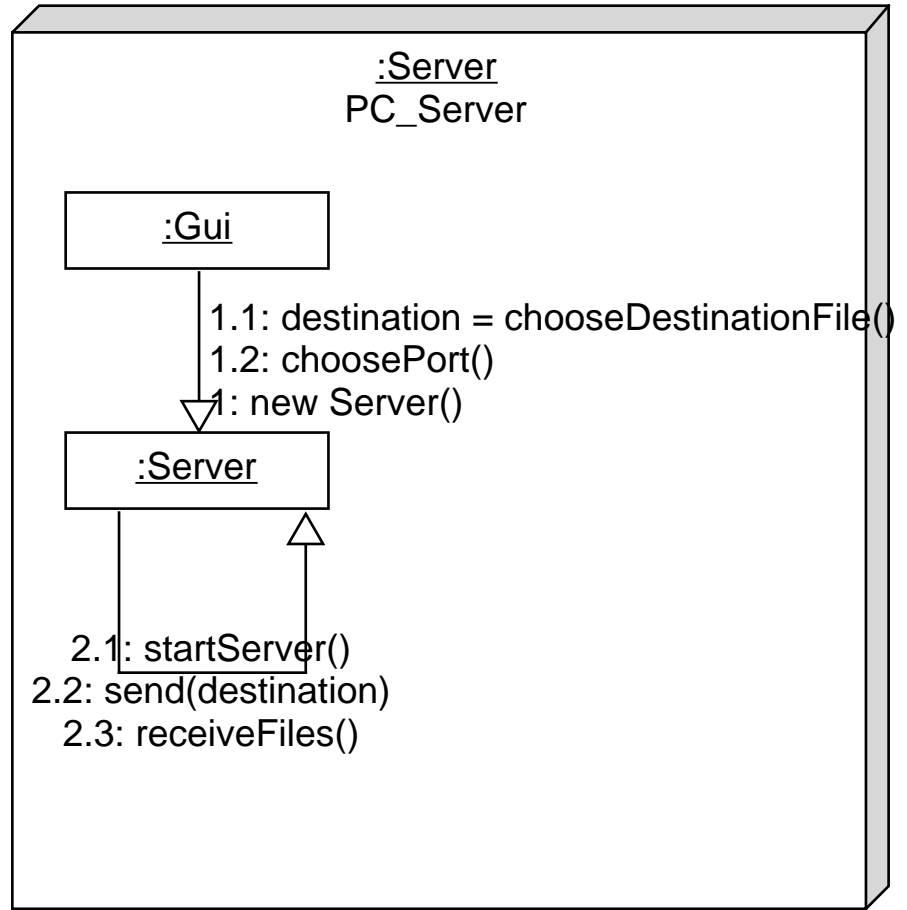 :Server
PC_Server
:Gui
1.1: destination = chooseDestinationFile()
1.2: choosePort()
1: new Server()
:Server
2.1: startServer()
2.2: send(destination)
2.3: receiveFiles()